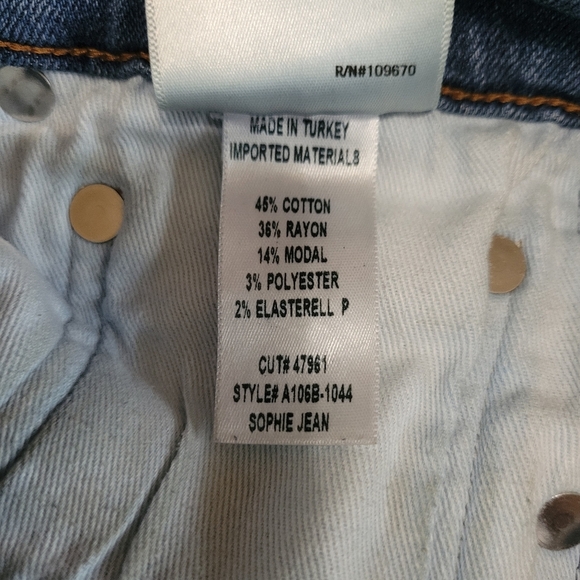 R/N#109670
MADE IN TURKEY
IMPORTED MATERIALS
45% COTTON
36% RAYON
14% MODAL
3% POLYESTER
2% ELASTERELL P
CUT# 47961
STYLE# A106B-1044
SOPHIE JEAN